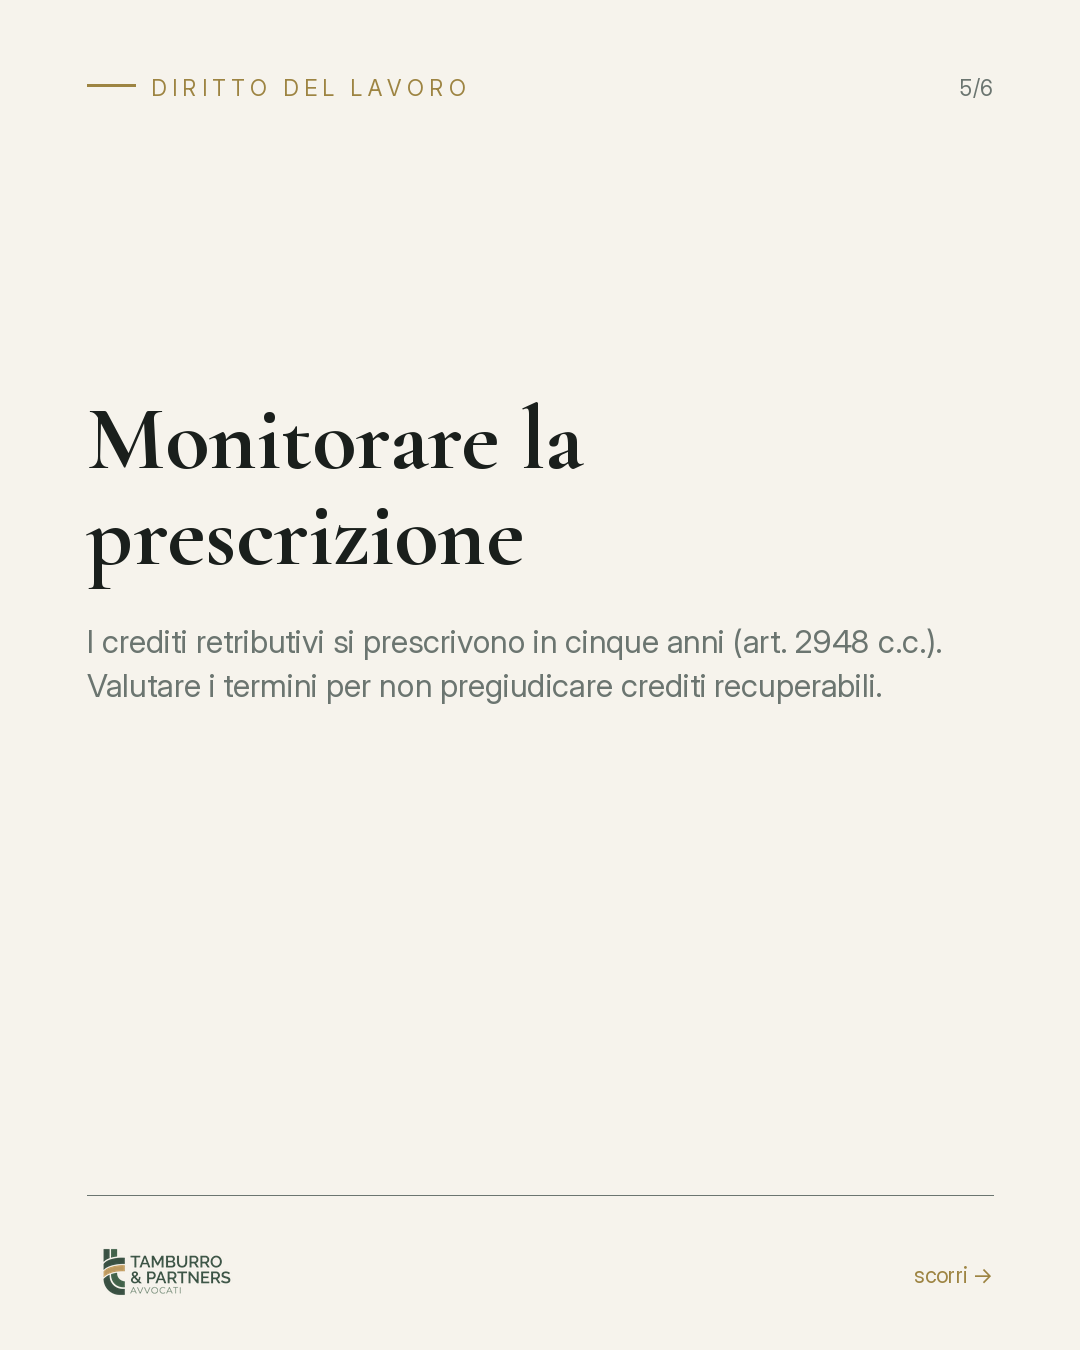 DIRITTO DEL LAVORO
5/6
Monitorare la
prescrizione
I crediti retributivi si prescrivono in cinque anni (art. 2948 c.c.).
Valutare i termini per non pregiudicare crediti recuperabili.
TAMBURRO
& PARTNERS
AVVOCATI
scorri →